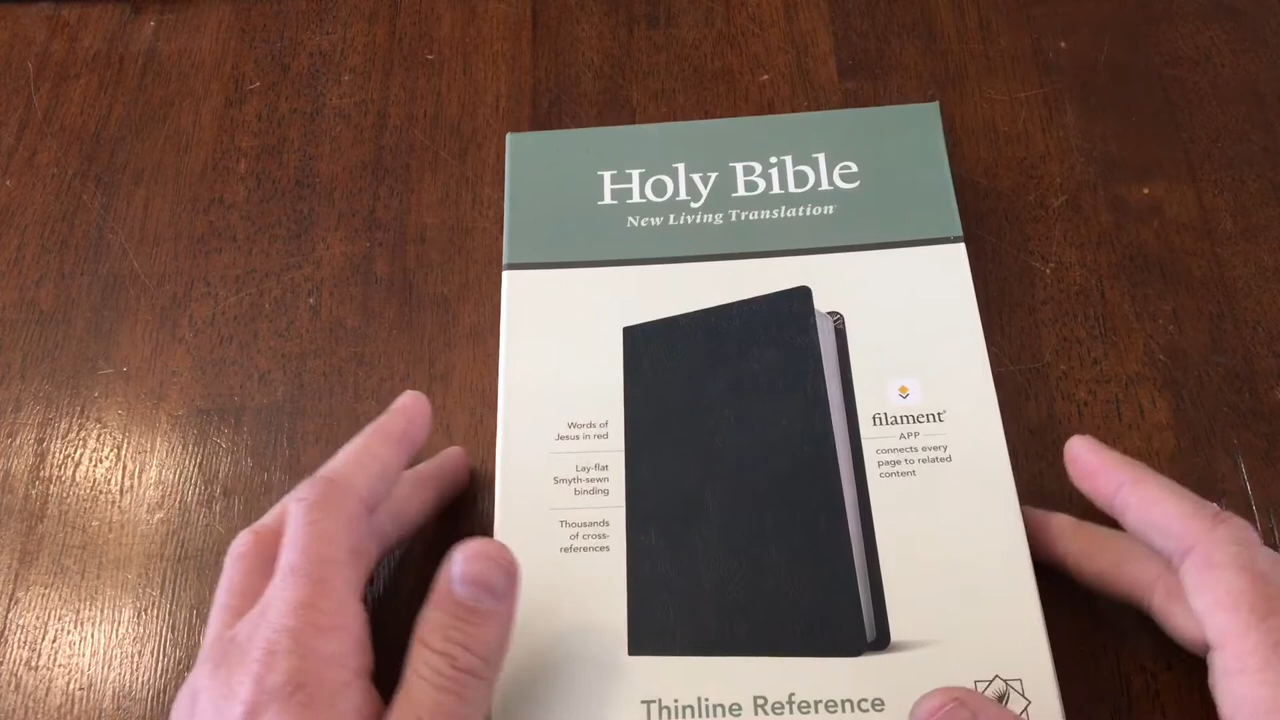 Holy Bible
New Living Translation
Words of
Jesus in red
Lay-flat
Smyth-sewn
binding
Thousands
of cross-
references
filament®
APP
connects every
page to related
content
Thinline Reference